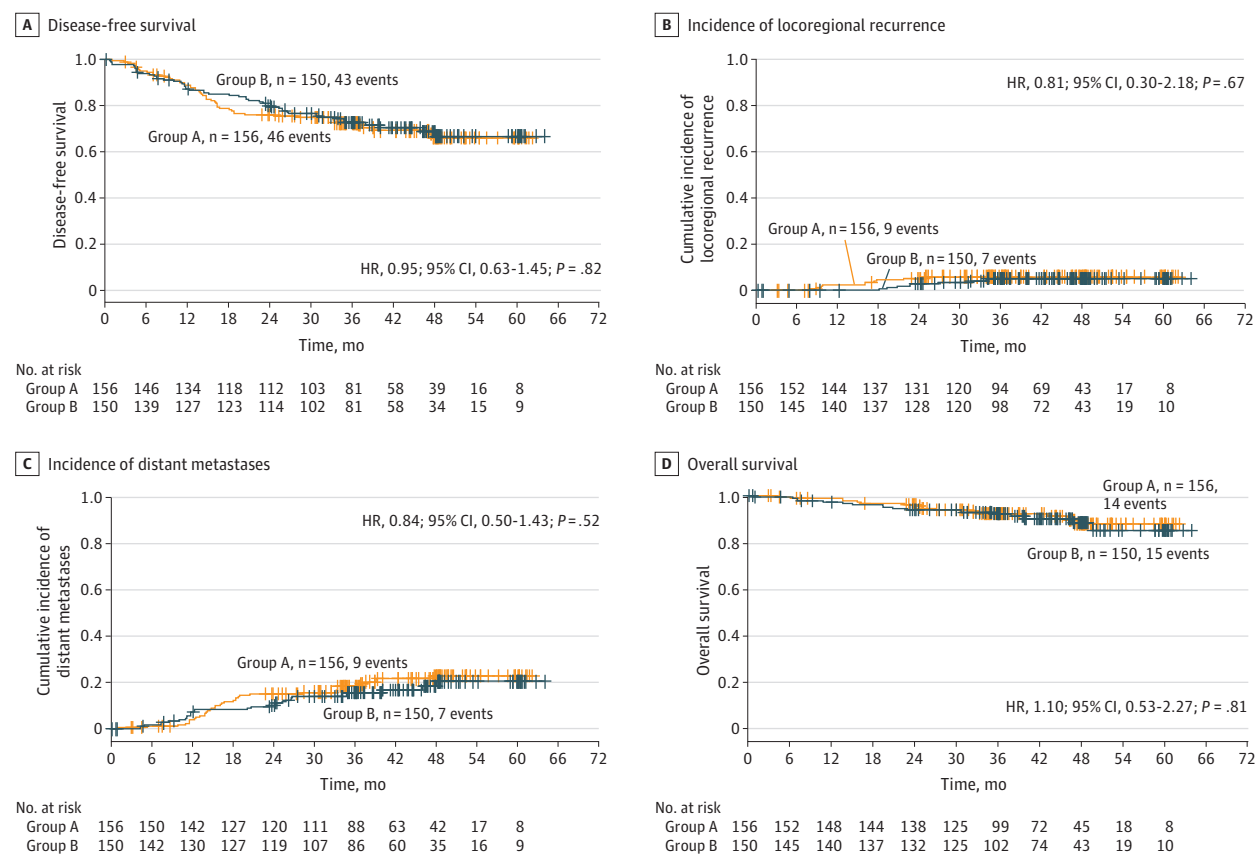 A Disease-free survival
1.0
0.8
0.6
0.4
0.2
0
Disease-free survival
Group B, n = 150, 43 events
Group A, n = 156, 46 events
HR, 0.95; 95% CI, 0.63-1.45; P = .82
0 6 12 18 24 30 36 42 48 54 60 66 72
Time, mo
No. at risk
Group A 156 146 134 118 112 103 81 58 39 16 8
Group B 150 139 127 123 114 102 81 58 34 15 9
B Incidence of locoregional recurrence
1.0
0.8
0.6
0.4
0.2
0
Cumulative incidence of
locoregional recurrence
HR, 0.81; 95% CI, 0.30-2.18; P = .67
Group A, n = 156, 9 events
Group B, n = 150, 7 events
0 6 12 18 24 30 36 42 48 54 60 66 72
Time, mo
No. at risk
Group A 156 152 144 137 131 120 94 69 43 17 8
Group B 150 145 140 137 128 120 98 72 43 19 10
C Incidence of distant metastases
1.0
0.8
0.6
0.4
0.2
0
Cumulative incidence of
distant metastases
HR, 0.84; 95% CI, 0.50-1.43; P = .52
Group A, n = 156, 9 events
Group B, n = 150, 7 events
0 6 12 18 24 30 36 42 48 54 60 66 72
Time, mo
No. at risk
Group A 156 150 142 127 120 111 88 63 42 17 8
Group B 150 142 130 127 119 107 86 60 35 16 9
D Overall survival
1.0
0.8
0.6
0.4
0.2
0
Overall survival
Group A, n = 156,
14 events
Group B, n = 150, 15 events
HR, 1.10; 95% CI, 0.53-2.27; P = .81
0 6 12 18 24 30 36 42 48 54 60 66 72
Time, mo
No. at risk
Group A 156 152 148 144 138 125 99 72 45 18 8
Group B 150 145 140 137 132 125 102 74 43 19 10